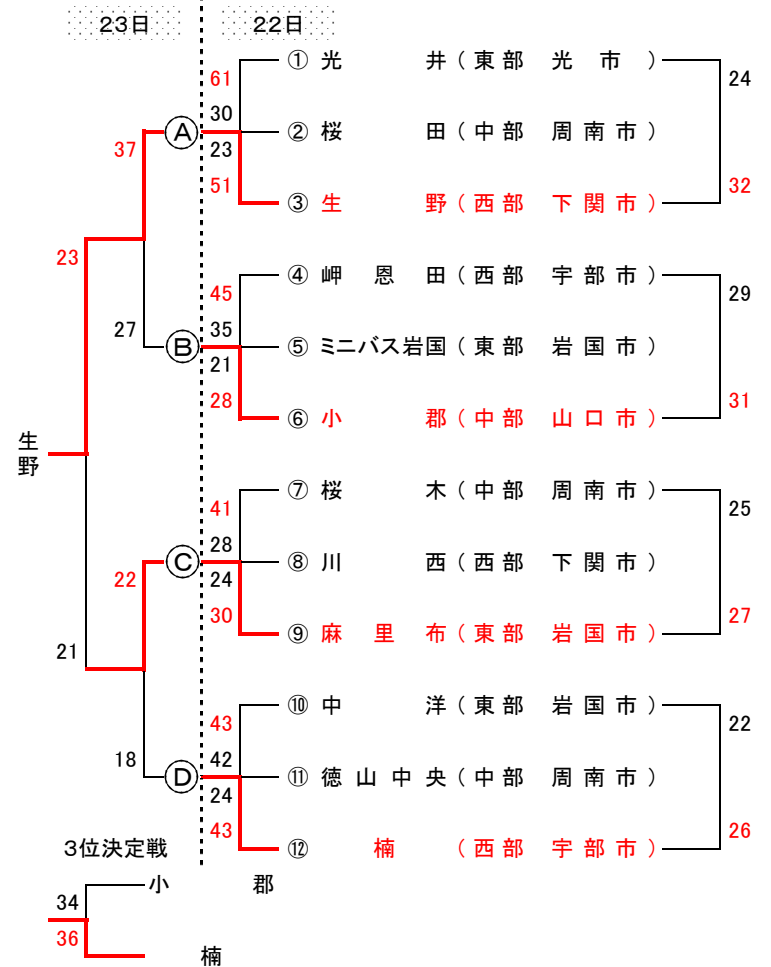 23日 22日
61 ① 光 井 ( 東部 光 市 ) 24
30
37 Ⓐ ② 桜 田 ( 中部 周南市 )
23
51 ③ 生 野 ( 西部 下関市 ) 32
23
45 ④ 岬 恩 田 ( 西部 宇部市 ) 29
27 35
Ⓑ ⑤ ミニバス岩国 ( 東部 岩国市 )
21
28 ⑥ 小 郡 ( 中部 山口市 ) 31
生野
41 ⑦ 桜 木 ( 中部 周南市 ) 25
28
22 Ⓒ ⑧ 川 西 ( 西部 下関市 )
24
30 ⑨ 麻 里 布 ( 東部 岩国市 ) 27
21
43 ⑩ 中 洋 ( 東部 岩国市 ) 22
18 42
Ⓓ ⑪ 徳山中央 ( 中部 周南市 )
24
43 ⑫ 楠 ( 西部 宇部市 ) 26
3位決定戦
34 小 郡
36 楠